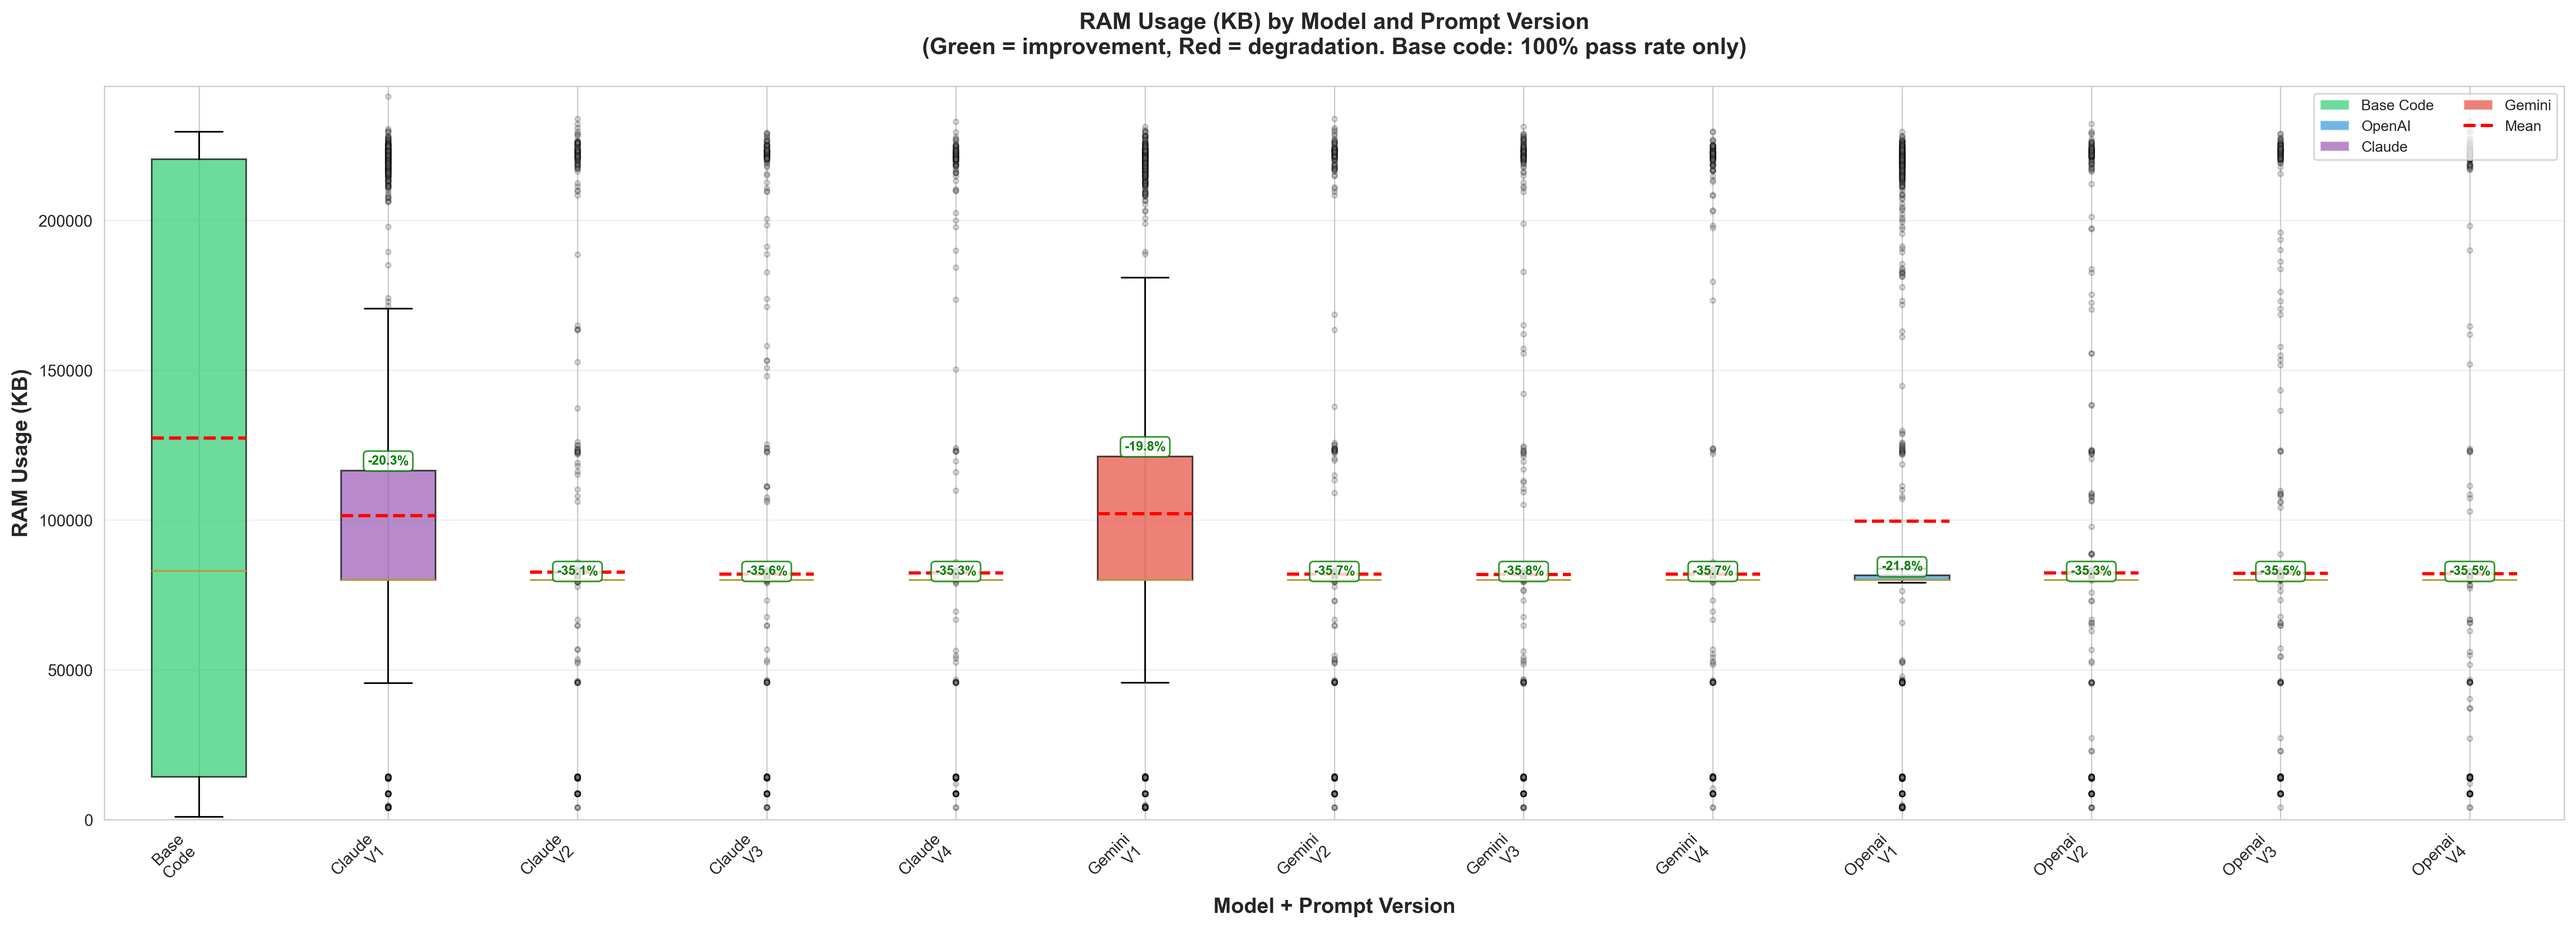 RAM Usage (KB) by Model and Prompt Version
(Green = improvement, Red = degradation. Base code: 100% pass rate only)
Base Code
OpenAI
Claude
Gemini
Mean
RAM Usage (KB)
200000
150000
100000
50000
0
-20.3%
-35.1%
-35.6%
-35.3%
-19.8%
-35.7%
-35.8%
-35.7%
-21.8%
-35.3%
-35.5%
-35.5%
Base
Code
Claude
V1
Claude
V2
Claude
V3
Claude
V4
Gemini
V1
Gemini
V2
Gemini
V3
Gemini
V4
Openai
V1
Openai
V2
Openai
V3
Openai
V4
Model + Prompt Version